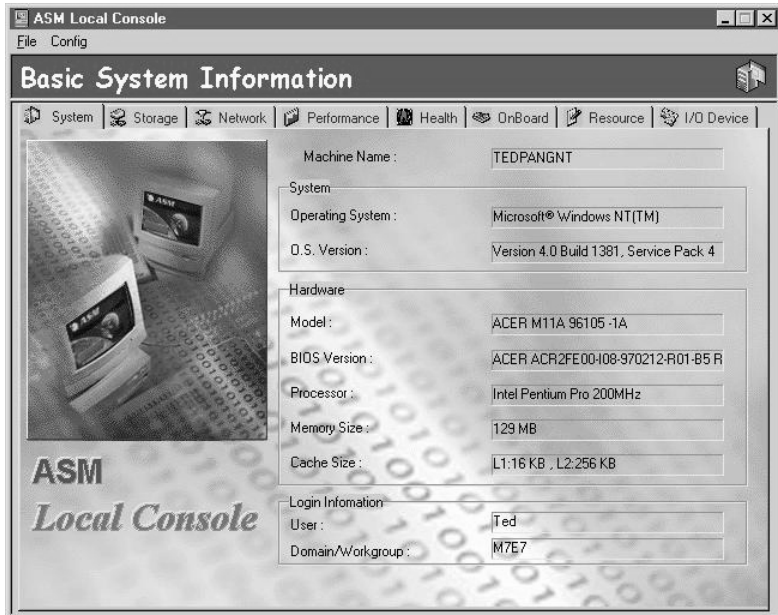 ASM Local Console
File Config
Basic System Information
System Storage Network Performance Health OnBoard Resource I/O Device
Machine Name : TEDPANGNT
System
Operating System : Microsoft® Windows NT(TM)
O.S. Version : Version 4.0 Build 1381, Service Pack 4
Hardware
Model : ACER M11A 96105 -1A
BIOS Version : ACER ACR2FE00-I08-970212-R01-B5 R
Processor : Intel Pentium Pro 200MHz
Memory Size : 129 MB
Cache Size : L1:16 KB , L2:256 KB
Login Infomation
User : Ted
Domain/Workgroup : M7E7
ASM
ASM
ASM
Local Console